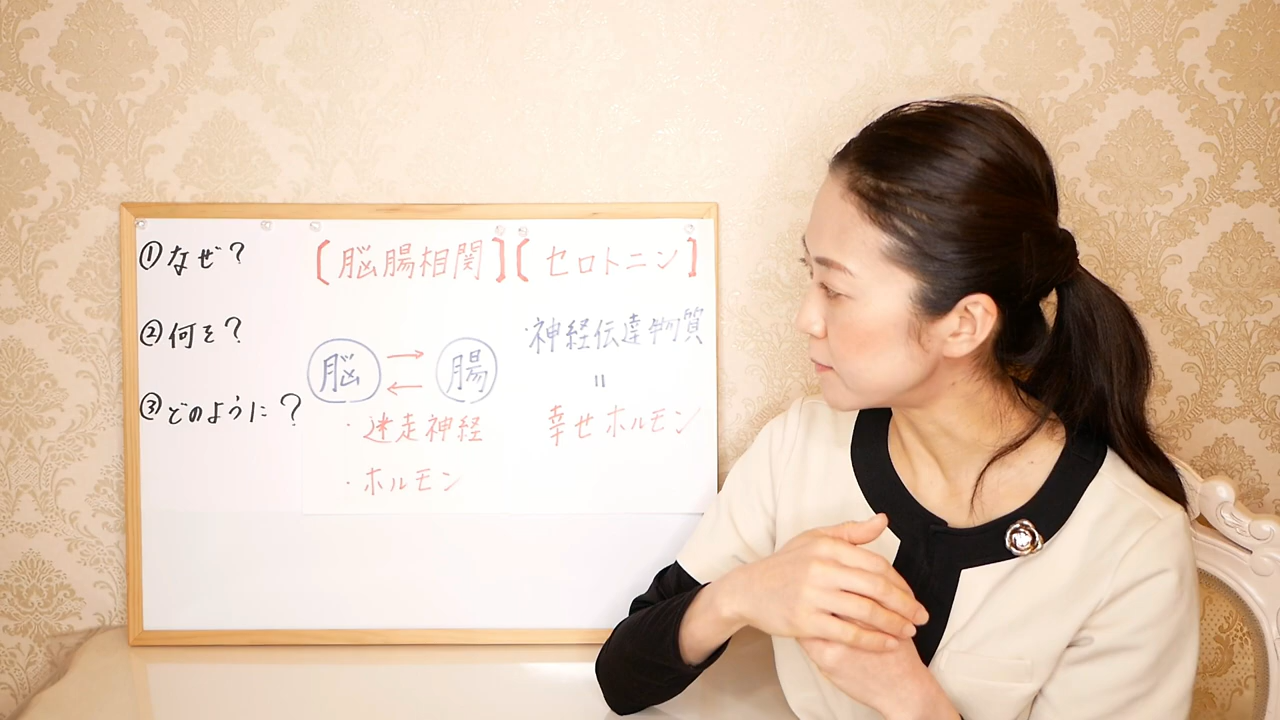 ①なぜ?
②何を?
③どのように?
[脳腸相関][セロトニン]
脳 → ← 腸
・迷走神経
・ホルモン
・神経伝達物質
=
幸せホルモン